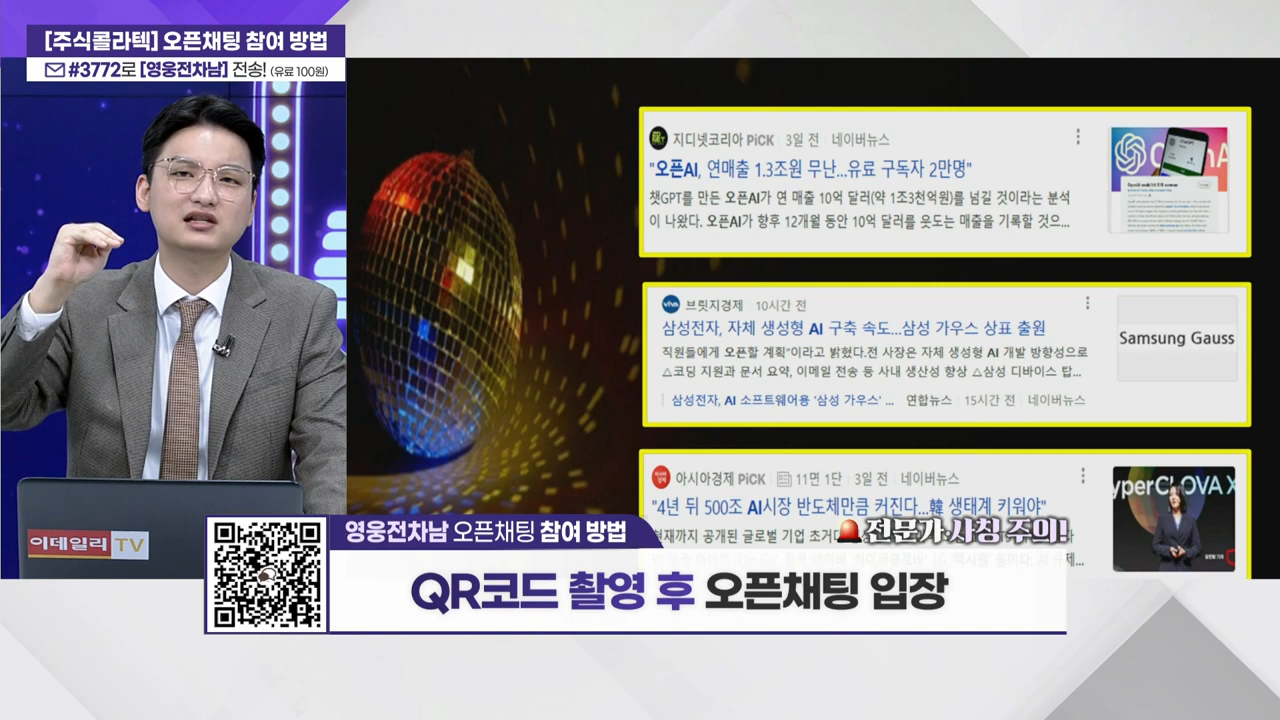 [주식콜라텍] 오픈채팅 참여 방법
#3772로 [영웅전차남] 전송! (유료 100원)
지디넷코리아 PiCK 3일 전 네이버뉴스
"오픈AI, 연매출 1.3조원 무난...유료 구독자 2만명"
챗GPT를 만든 오픈AI가 연 매출 10억 달러(약 1조3천억원)를 넘길 것이라는 분석
이 나왔다. 오픈AI가 향후 12개월 동안 10억 달러를 웃도는 매출을 기록할 것으...
VIVA 브릿지경제 10시간 전
삼성전자, 자체 생성형 AI 구축 속도...삼성 가우스 상표 출원
직원들에게 오픈할 계획"이라고 밝혔다.전 사장은 자체 생성형 AI 개발 방향성으로
△코딩 지원과 문서 요약, 이메일 전송 등 사내 생산성 향상 △삼성 디바이스 탑...
삼성전자, AI 소프트웨어용 '삼성 가우스' ... 연합뉴스 15시간 전 네이버뉴스
Samsung Gauss
아시아경제 PiCK 11면 1단 3일 전 네이버뉴스
"4년 뒤 500조 AI시장 반도체만큼 커진다...韓 생태계 키워야"
현재까지 공개된 글로벌 기업 초거대
yperCLOVA X
이데일리 TV
전문가 사칭 주의!
영웅전차남 오픈채팅 참여 방법
QR코드 촬영 후 오픈채팅 입장